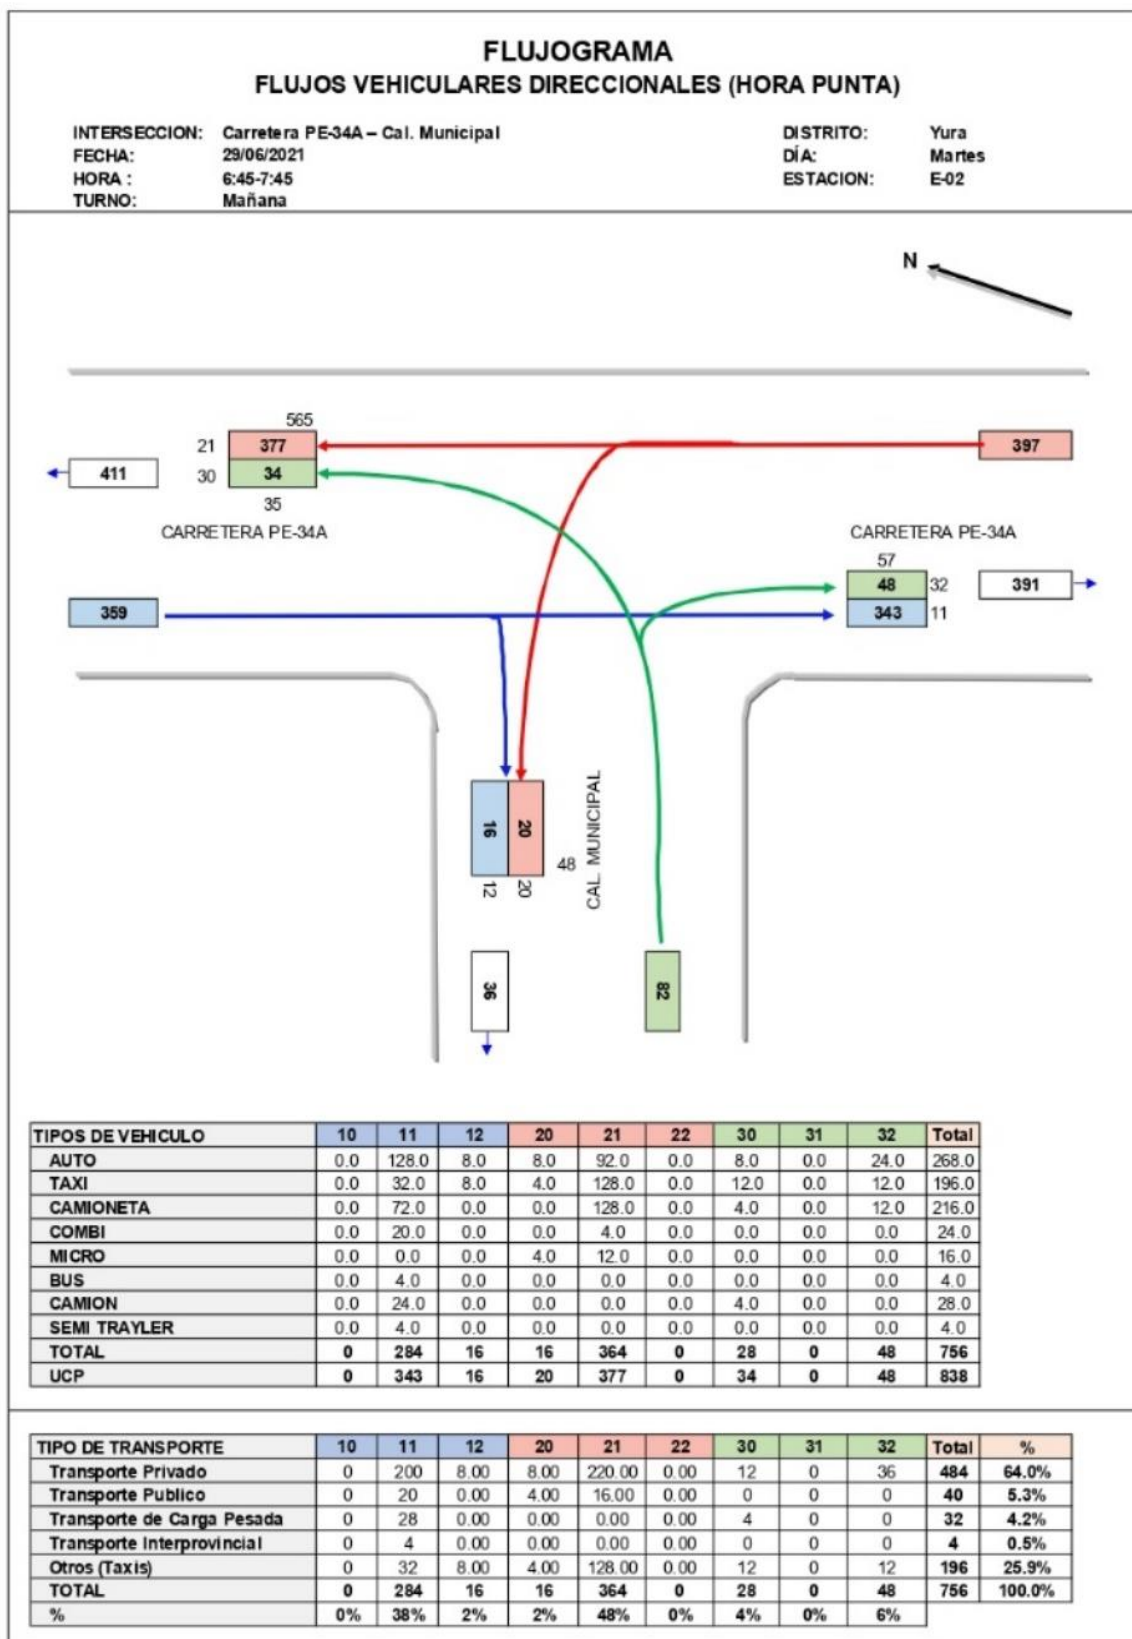 FLUJOGRAMA
FLUJOS VEHICULARES DIRECCIONALES (HORA PUNTA)
INTERSECCION: Carretera PE-34A – Cal. Municipal DISTRITO: Yura
FECHA: 29/06/2021 DÍA: Martes
HORA : 6:45-7:45 ESTACION: E-02
TURNO: Mañana
N
565
21 377 397
411 30 34
35
CARRETERA PE-34A CARRETERA PE-34A
57
48 32 391
359 343 11
16 20
48
CAL. MUNICIPAL
12 20
36 82
TIPOS DE VEHICULO 10 11 12 20 21 22 30 31 32 Total
AUTO 0.0 128.0 8.0 8.0 92.0 0.0 8.0 0.0 24.0 268.0
TAXI 0.0 32.0 8.0 4.0 128.0 0.0 12.0 0.0 12.0 196.0
CAMIONETA 0.0 72.0 0.0 0.0 128.0 0.0 4.0 0.0 12.0 216.0
COMBI 0.0 20.0 0.0 0.0 4.0 0.0 0.0 0.0 0.0 24.0
MICRO 0.0 0.0 0.0 4.0 12.0 0.0 0.0 0.0 0.0 16.0
BUS 0.0 4.0 0.0 0.0 0.0 0.0 0.0 0.0 0.0 4.0
CAMION 0.0 24.0 0.0 0.0 0.0 0.0 4.0 0.0 0.0 28.0
SEMI TRAYLER 0.0 4.0 0.0 0.0 0.0 0.0 0.0 0.0 0.0 4.0
TOTAL 0 284 16 16 364 0 28 0 48 756
UCP 0 343 16 20 377 0 34 0 48 838
TIPO DE TRANSPORTE 10 11 12 20 21 22 30 31 32 Total %
Transporte Privado 0 200 8.00 8.00 220.00 0.00 12 0 36 484 64.0%
Transporte Publico 0 20 0.00 4.00 16.00 0.00 0 0 0 40 5.3%
Transporte de Carga Pesada 0 28 0.00 0.00 0.00 0.00 4 0 0 32 4.2%
Transporte Interprovincial 0 4 0.00 0.00 0.00 0.00 0 0 0 4 0.5%
Otros (Taxis) 0 32 8.00 4.00 128.00 0.00 12 0 12 196 25.9%
TOTAL 0 284 16 16 364 0 28 0 48 756 100.0%
% 0% 38% 2% 2% 48% 0% 4% 0% 6%